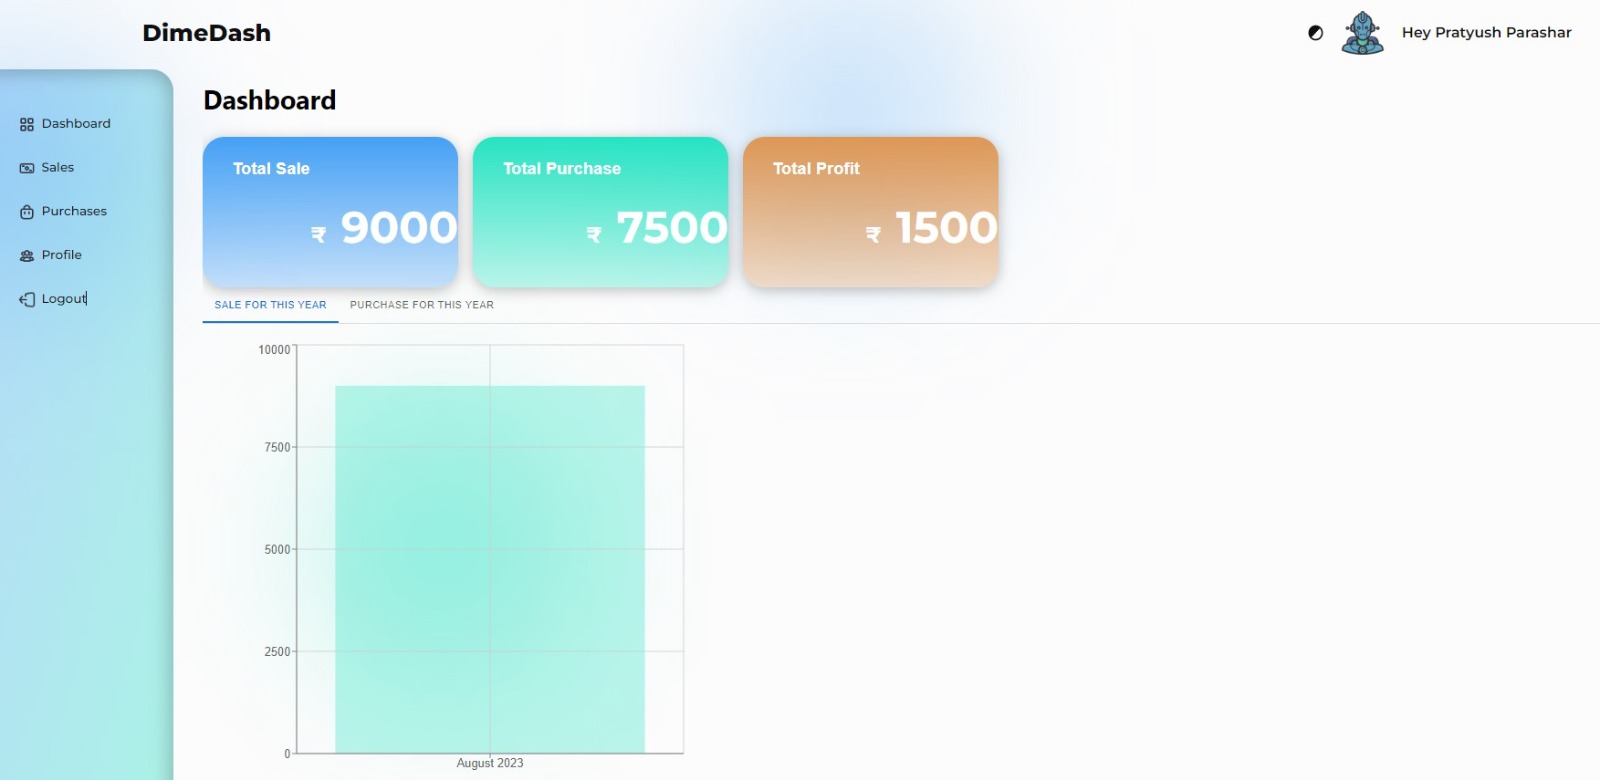 DimeDash
Hey Pratyush Parashar
Dashboard
Sales
Purchases
Profile
Logout
Dashboard
Total Sale
₹ 9000
Total Purchase
₹ 7500
Total Profit
₹ 1500
SALE FOR THIS YEAR
PURCHASE FOR THIS YEAR
10000
7500
5000
2500
0
August 2023